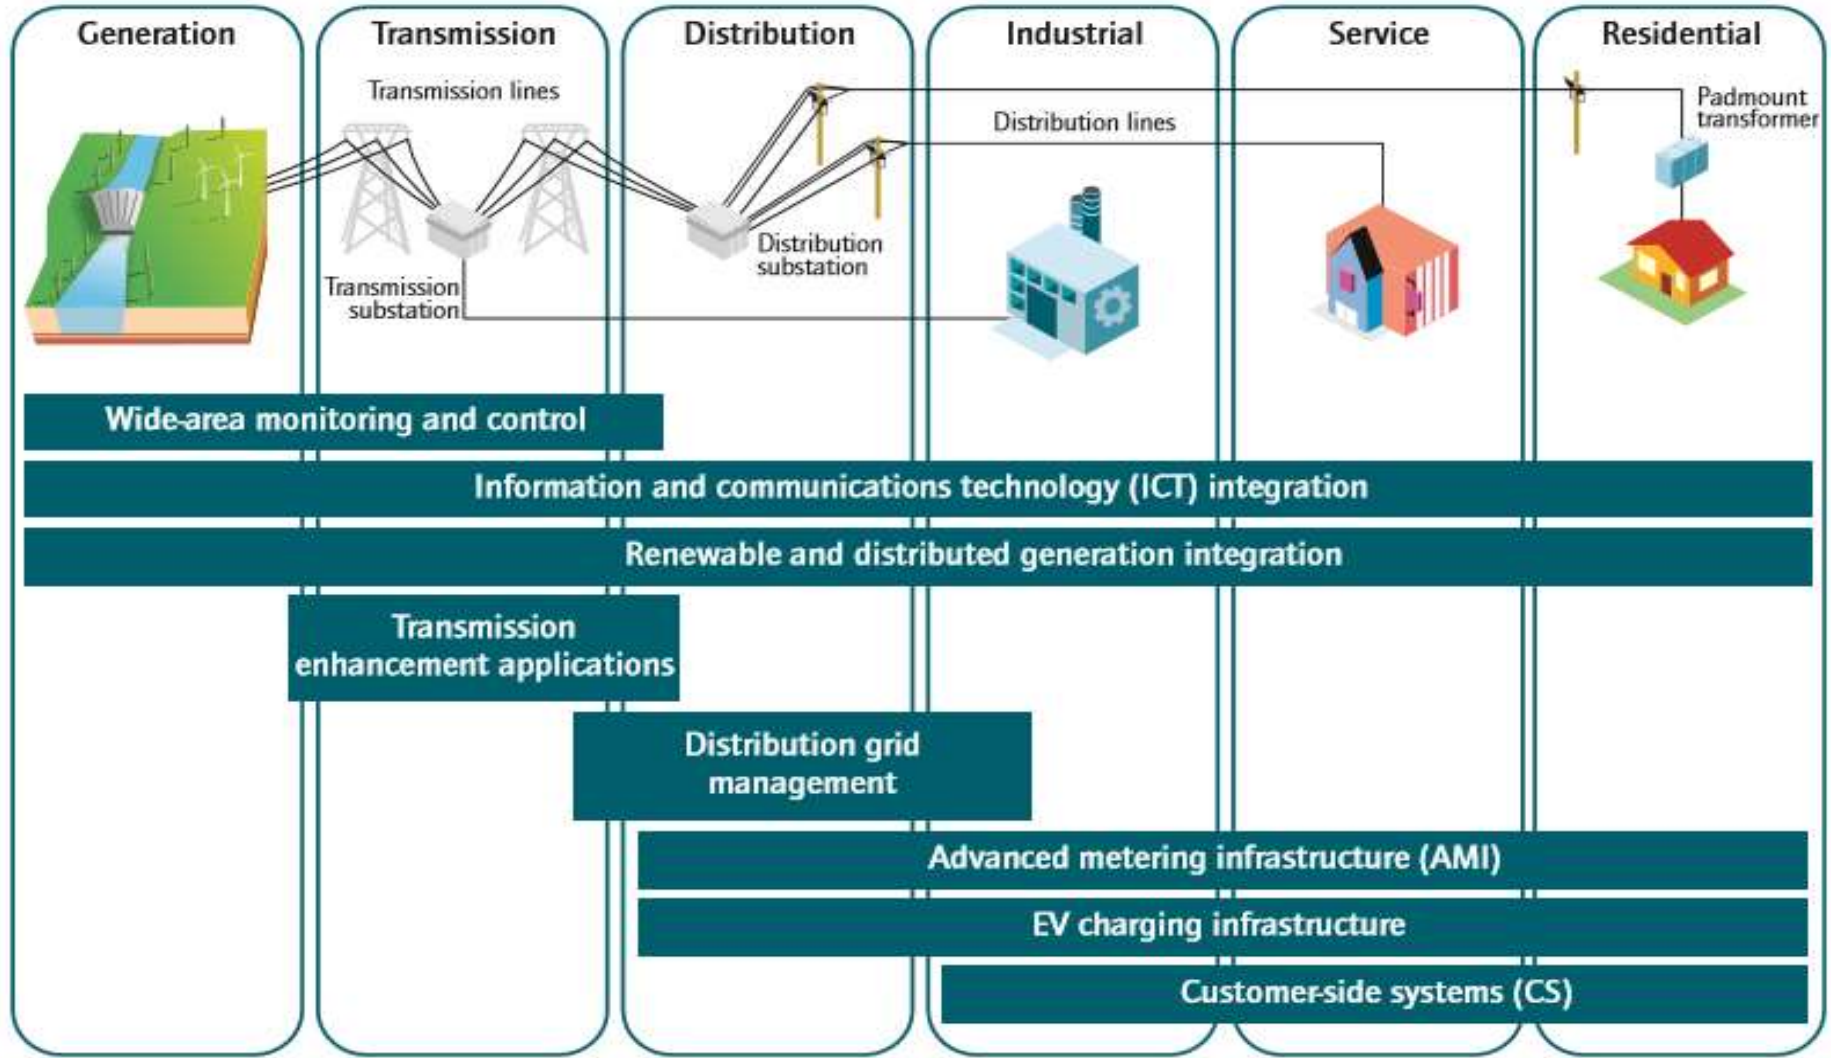 Generation
Transmission
Distribution
Industrial
Service
Residential
Transmission lines
Distribution lines
Padmount
transformer
Distribution
substation
Transmission
substation
Wide-area monitoring and control
Information and communications technology (ICT) integration
Renewable and distributed generation integration
Transmission
enhancement applications
Distribution grid
management
Advanced metering infrastructure (AMI)
EV charging infrastructure
Customer-side systems (CS)